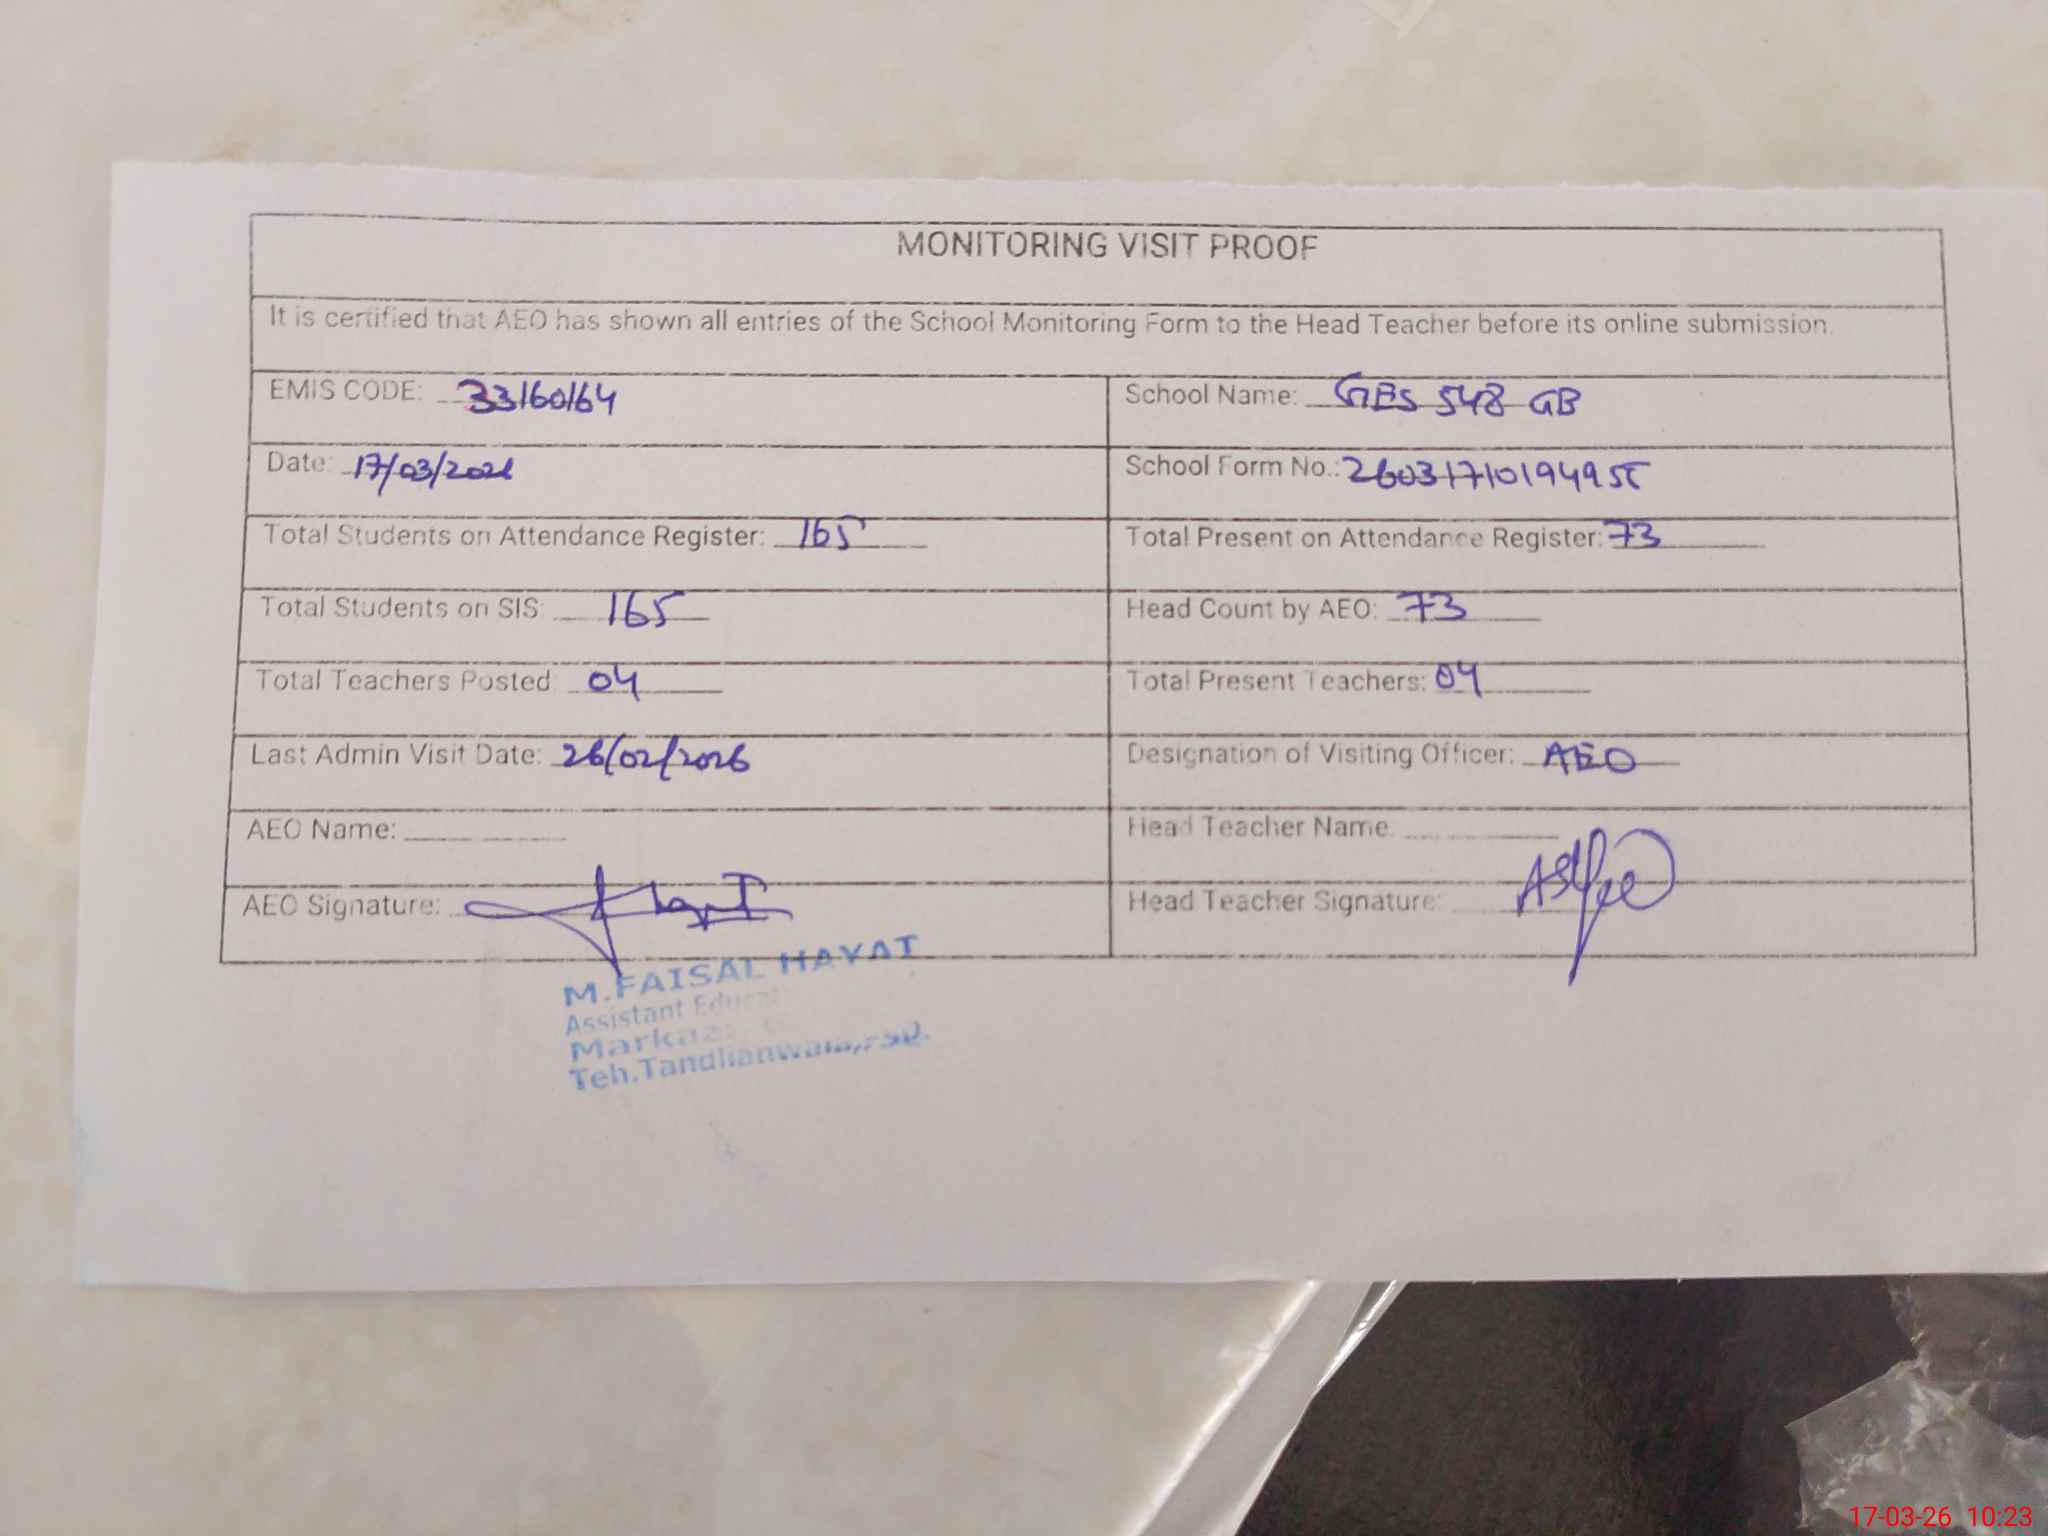 MONITORING VISIT PROOF
It is certified that AEO has shown all entries of the School Monitoring Form to the Head Teacher before its online submission.
EMIS CODE: 33160164
School Name: GES 548 GB
Date: 17/03/2026
School Form No.: 26031710194955
Total Students on Attendance Register: 165
Total Present on Attendance Register: 73
Total Students on SIS: 165
Head Count by AEO: 73
Total Teachers Posted: 04
Total Present Teachers: 04
Last Admin Visit Date: 26/02/2026
Designation of Visiting Officer: AEO
AEO Name:
Head Teacher Name:
AEO Signature:
Head Teacher Signature:
M.FAISAL HAYAT
Assistant
Markaz
Teh.Tandlianwala,
17-03-26 10:23